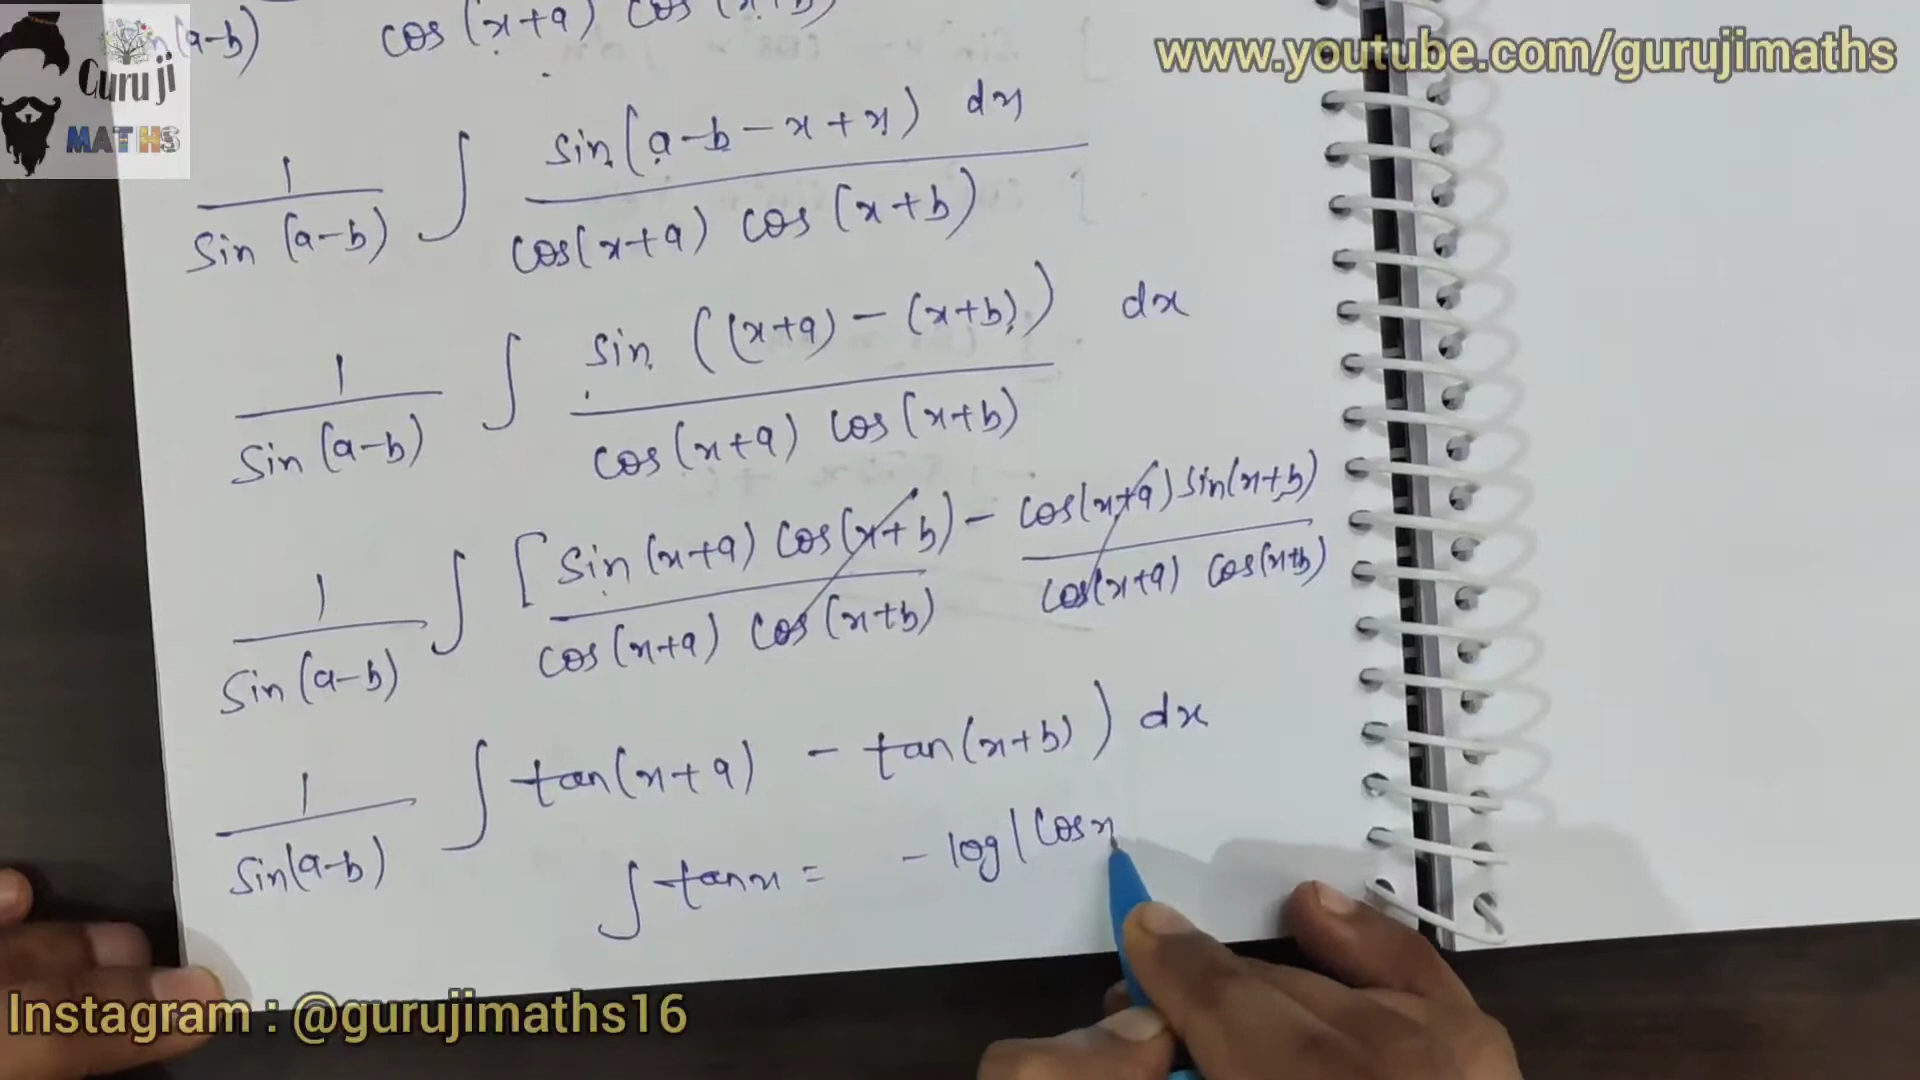 (a-b) cos (x+a) cos (x+b)
Guruji
MATHS
www.youtube.com/gurujimaths
1 / Sin (a-b) ∫ sin (a-b-x+x) dx / cos(x+a) cos (x+b)
1 / Sin (a-b) ∫ sin ((x+a) - (x+b)) dx / cos (x+a) cos (x+b)
1 / Sin (a-b) ∫ [ Sin (x+a) cos (x+b) / cos (x+a) cos (x+b) - cos(x+a) sin(x+b) / cos(x+a) cos(x+b)
1 / Sin(a-b) ∫ tan(x+a) - tan(x+b) ) dx
∫ tan x = - log | cos x
Instagram : @gurujimaths16